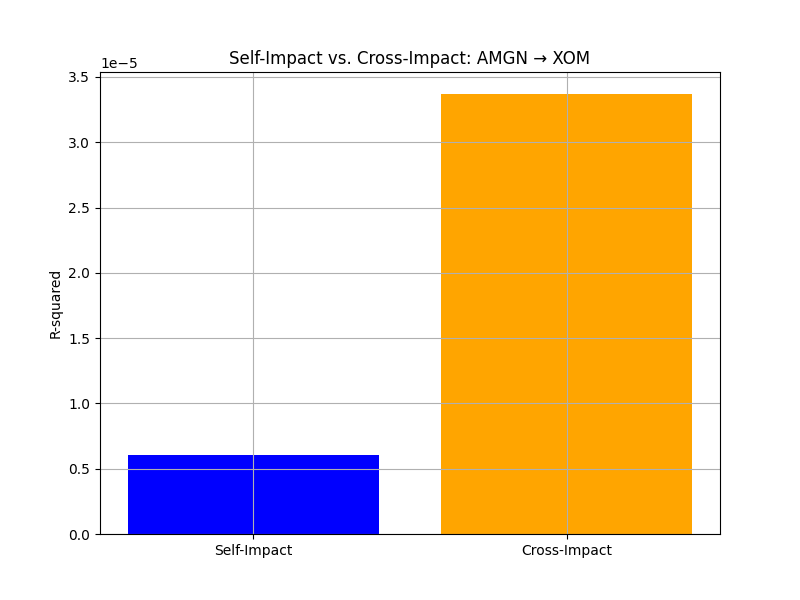 Self-Impact vs. Cross-Impact: AMGN → XOM
1e−5
3.5
3.0
2.5
2.0
1.5
1.0
0.5
0.0
R-squared
Self-Impact
Cross-Impact